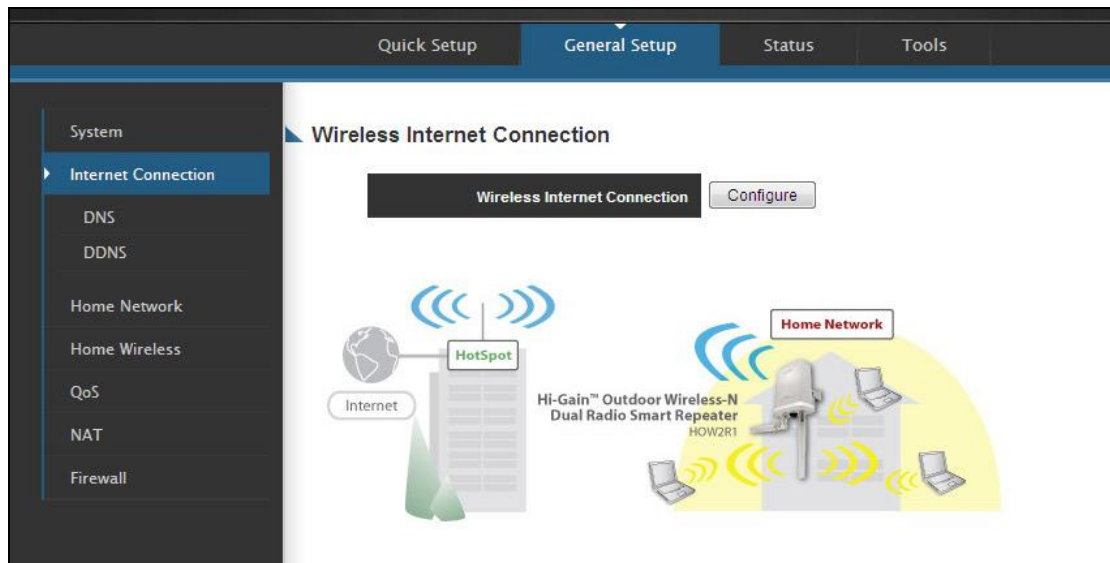 Quick Setup
General Setup
Status
Tools
System
Internet Connection
DNS
DDNS
Home Network
Home Wireless
QoS
NAT
Firewall
Wireless Internet Connection
Wireless Internet Connection
Configure
HotSpot
Internet
Home Network
Hi-Gain™ Outdoor Wireless-N
Dual Radio Smart Repeater
HOW2R1